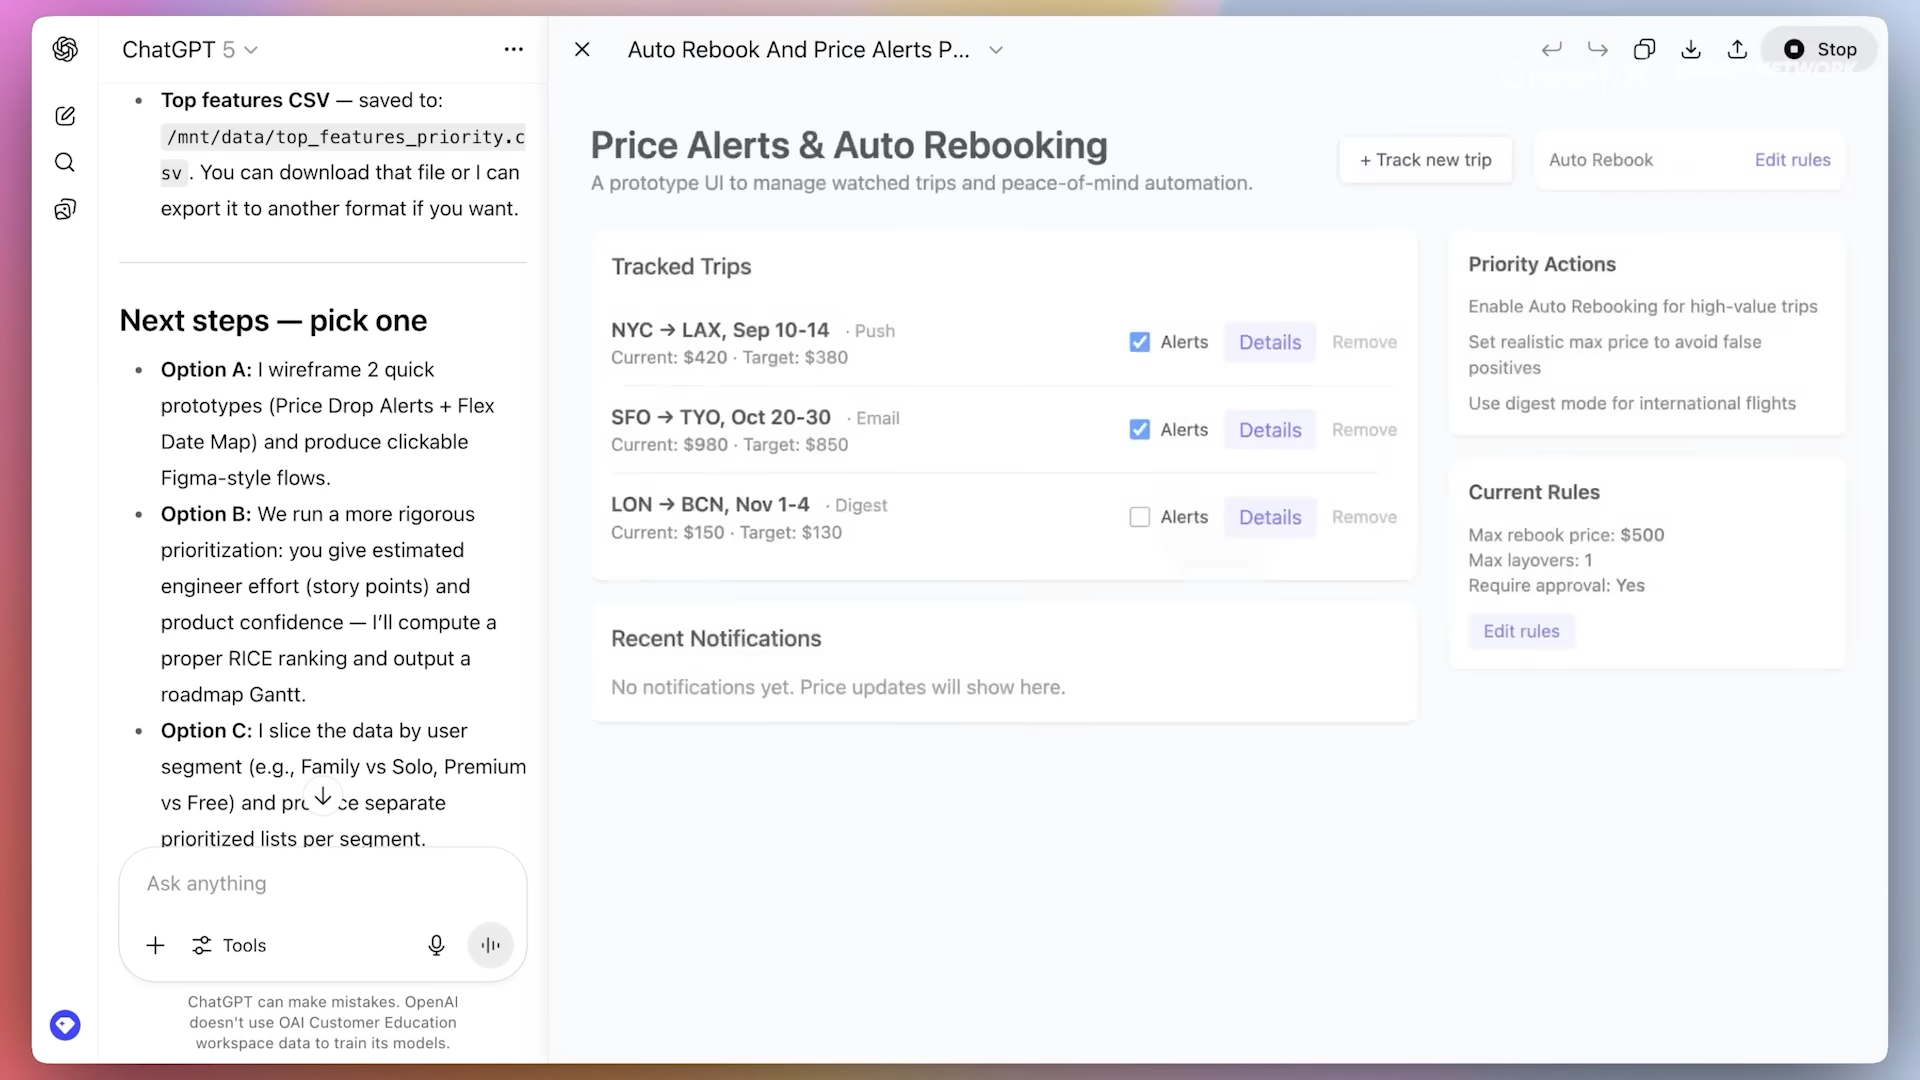 ChatGPT 5
Top features CSV — saved to:
/mnt/data/top_features_priority.c
sv . You can download that file or I can
export it to another format if you want.
Next steps — pick one
Option A: I wireframe 2 quick
prototypes (Price Drop Alerts + Flex
Date Map) and produce clickable
Figma-style flows.
Option B: We run a more rigorous
prioritization: you give estimated
engineer effort (story points) and
product confidence — I'll compute a
proper RICE ranking and output a
roadmap Gantt.
Option C: I slice the data by user
segment (e.g., Family vs Solo, Premium
vs Free) and pro ce separate
prioritized lists per segment.
Ask anything
Tools
ChatGPT can make mistakes. OpenAI
doesn't use OAI Customer Education
workspace data to train its models.
Auto Rebook And Price Alerts P...
Stop
Price Alerts & Auto Rebooking
A prototype UI to manage watched trips and peace-of-mind automation.
+ Track new trip
Auto Rebook Edit rules
Tracked Trips
NYC → LAX, Sep 10-14 · Push
Current: $420 · Target: $380
Alerts Details Remove
SFO → TYO, Oct 20-30 · Email
Current: $980 · Target: $850
Alerts Details Remove
LON → BCN, Nov 1-4 · Digest
Current: $150 · Target: $130
Alerts Details Remove
Recent Notifications
No notifications yet. Price updates will show here.
Priority Actions
Enable Auto Rebooking for high-value trips
Set realistic max price to avoid false
positives
Use digest mode for international flights
Current Rules
Max rebook price: $500
Max layovers: 1
Require approval: Yes
Edit rules